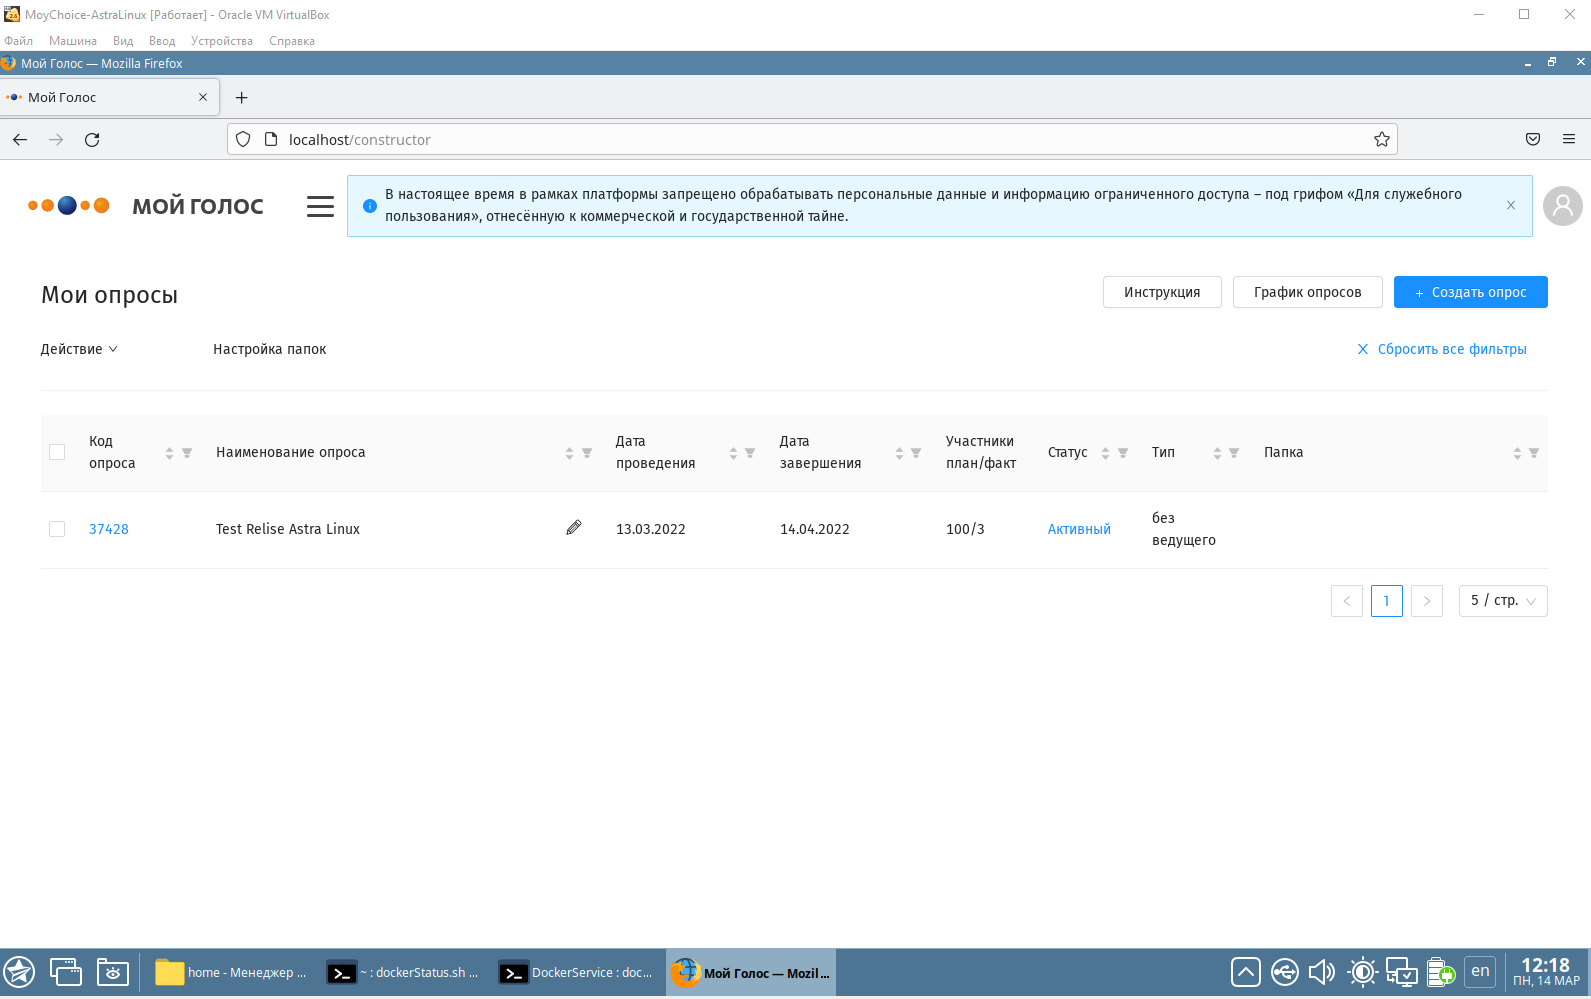 MoyChoice-AstraLinux [Работает] - Oracle VM VirtualBox
Файл Машина Вид Ввод Устройства Справка
Мой Голос — Mozilla Firefox
Мой Голос
localhost/constructor
МОЙ ГОЛОС
В настоящее время в рамках платформы запрещено обрабатывать персональные данные и информацию ограниченного доступа – под грифом «Для служебного
пользования», отнесённую к коммерческой и государственной тайне.
Мои опросы
Инструкция График опросов + Создать опрос
Действие Настройка папок Сбросить все фильтры
Код опроса Наименование опроса Дата проведения Дата завершения Участники план/факт Статус Тип Папка
37428 Test Relise Astra Linux 13.03.2022 14.04.2022 100/3 Активный без ведущего
< 1 > 5 / стр.
home - Менеджер ... ~ : dockerStatus.sh ... DockerService : doc... Мой Голос — Mozil... en 12:18
ПН, 14 МАР